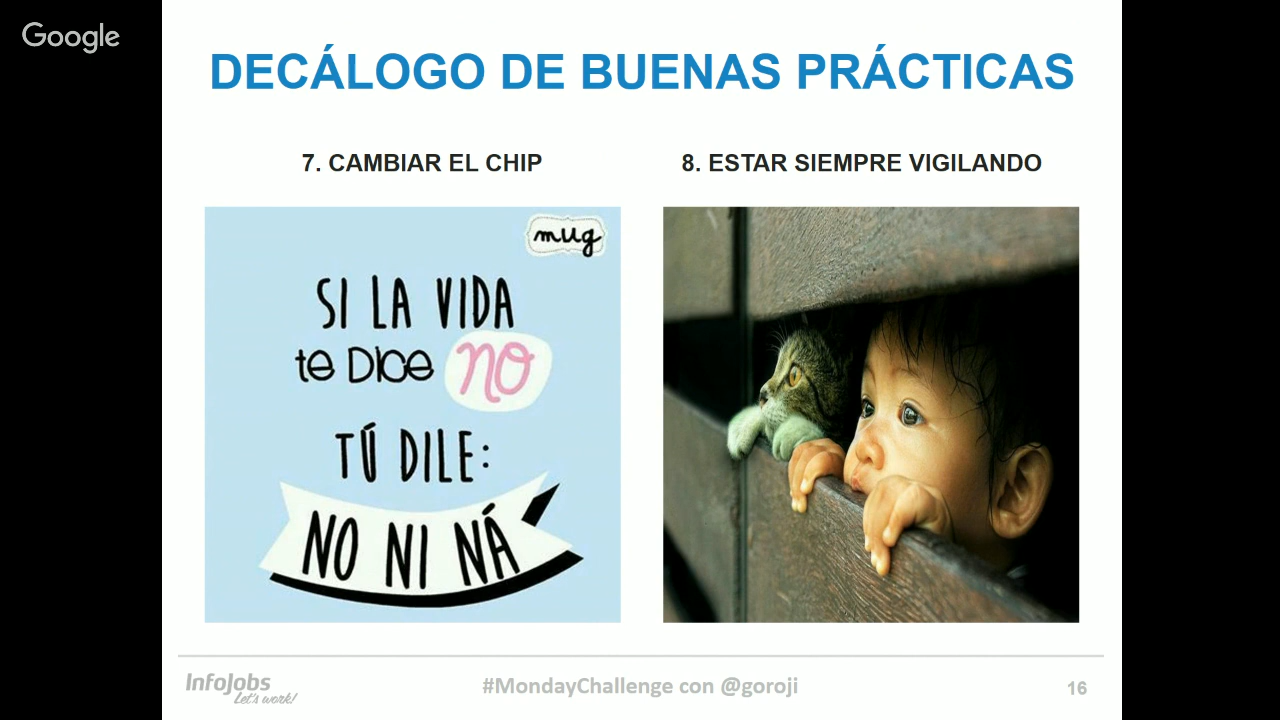 Google
DECÁLOGO DE BUENAS PRÁCTICAS
7. CAMBIAR EL CHIP
8. ESTAR SIEMPRE VIGILANDO
mug
SI LA VIDA
te DICe NO
TÚ DILE:
NO NI NÁ
InfoJobs
Let's work!
#MondayChallenge con @goroji
16